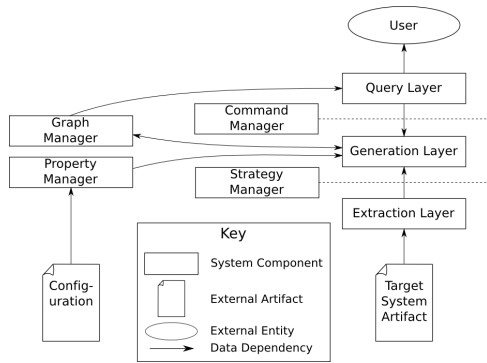 User
Query Layer
Command
Manager
Graph
Manager
Generation Layer
Property
Manager
Strategy
Manager
Extraction Layer
Key
System Component
External Artifact
External Entity
Data Dependency
Config-
uration
Target
System
Artifact